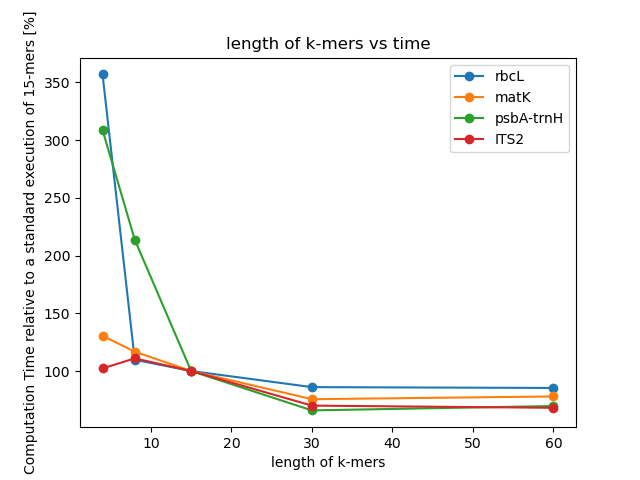 length of k-mers vs time
Computation Time relative to a standard execution of 15-mers [%]
350
300
250
200
150
100
rbcL
matK
psbA-trnH
ITS2
10 20 30 40 50 60
length of k-mers